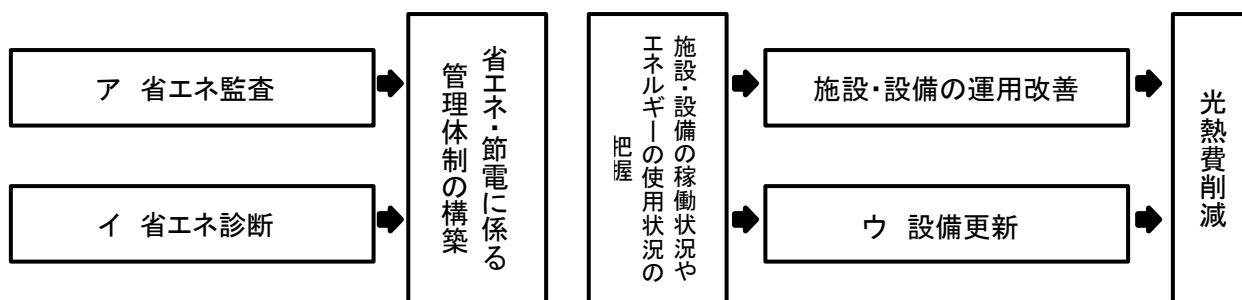 ア 省エネ監査
イ 省エネ診断
省エネ・節電に係る
管理体制の構築
施設・設備の稼働状況や
エネルギーの使用状況の
把握
施設・設備の運用改善
ウ 設備更新
光熱費削減